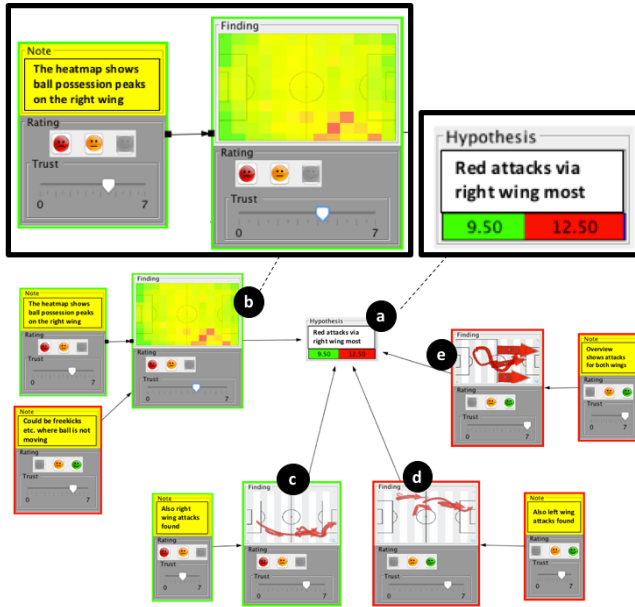 Note
The heatmap shows
ball possession peaks
on the right wing
Rating
Trust
0 7
Finding
Rating
Trust
0 7
Hypothesis
Red attacks via
right wing most
9.50 12.50
b
a
Note
The heatmap shows
ball possession peaks
on the right wing
Rating
Trust
0 7
Finding
Rating
Trust
0 7
Hypothesis
Red attacks via
right wing most
9.50 12.50
e
Finding
Rating
Trust
0 7
Note
Overview
shows attacks
for both wings
Rating
Trust
0 7
Note
Could be freekicks
etc. where ball is not
moving
Rating
Trust
0 7
c
d
Note
Also right
wing attacks
found
Rating
Trust
0 7
Finding
Rating
Trust
0 7
Finding
Rating
Trust
0 7
Note
Also left wing
attacks found
Rating
Trust
0 7